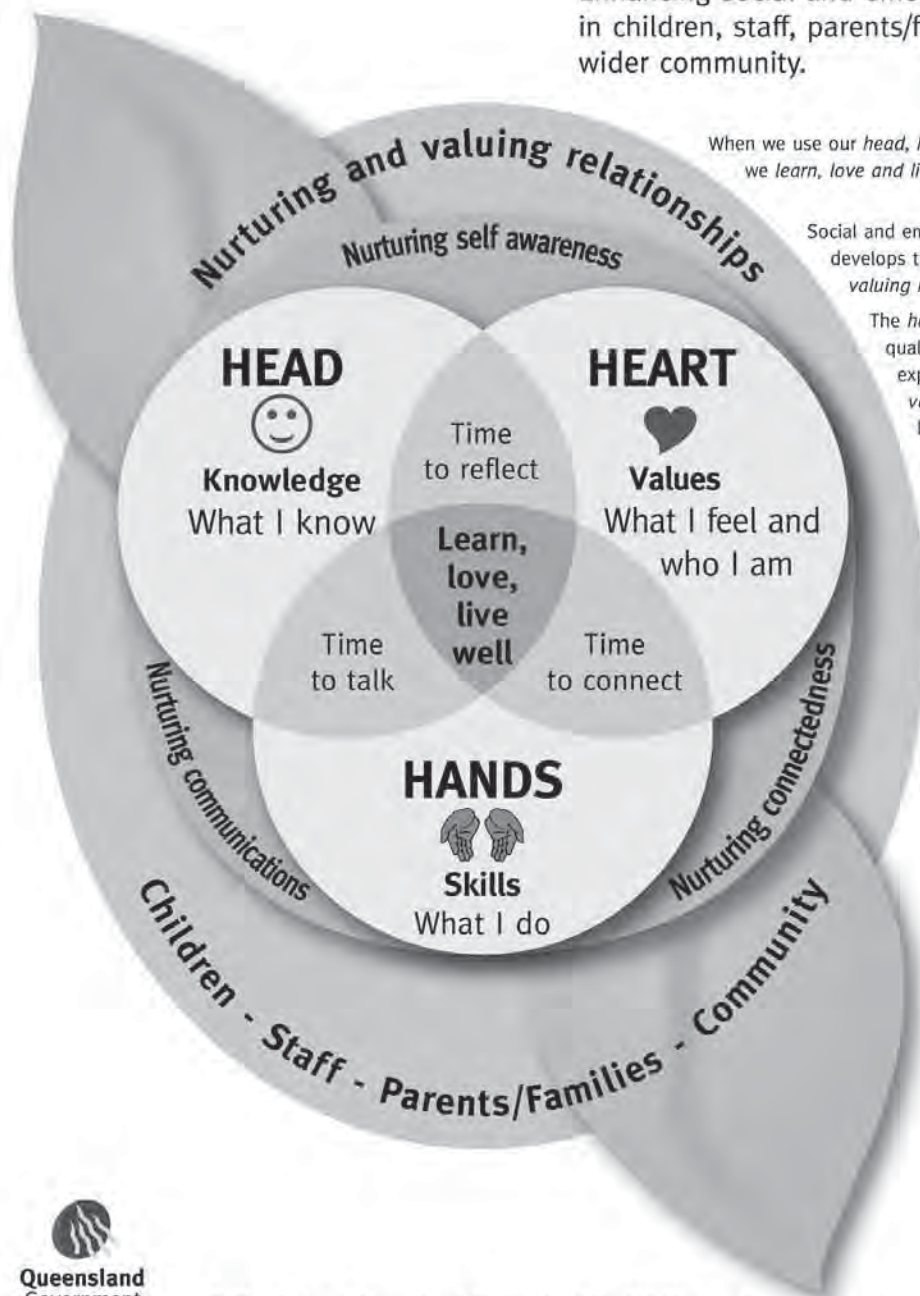 in children, staff, parents/f
wider community.
When we use our head,
we learn, love and li
Social and em
develops t
valuing
The
qual
exp
Nurturing and valuing relationships
Nurturing self awareness
HEAD
Knowledge
What I know
Time
to reflect
HEART
Values
What I feel and
who I am
Learn,
love,
live
well
Time
to talk
Time
to connect
HANDS
Skills
What I do
Nurturing communications
Nurturing connectedness
Children - Staff - Parents/Families - Community
Queensland